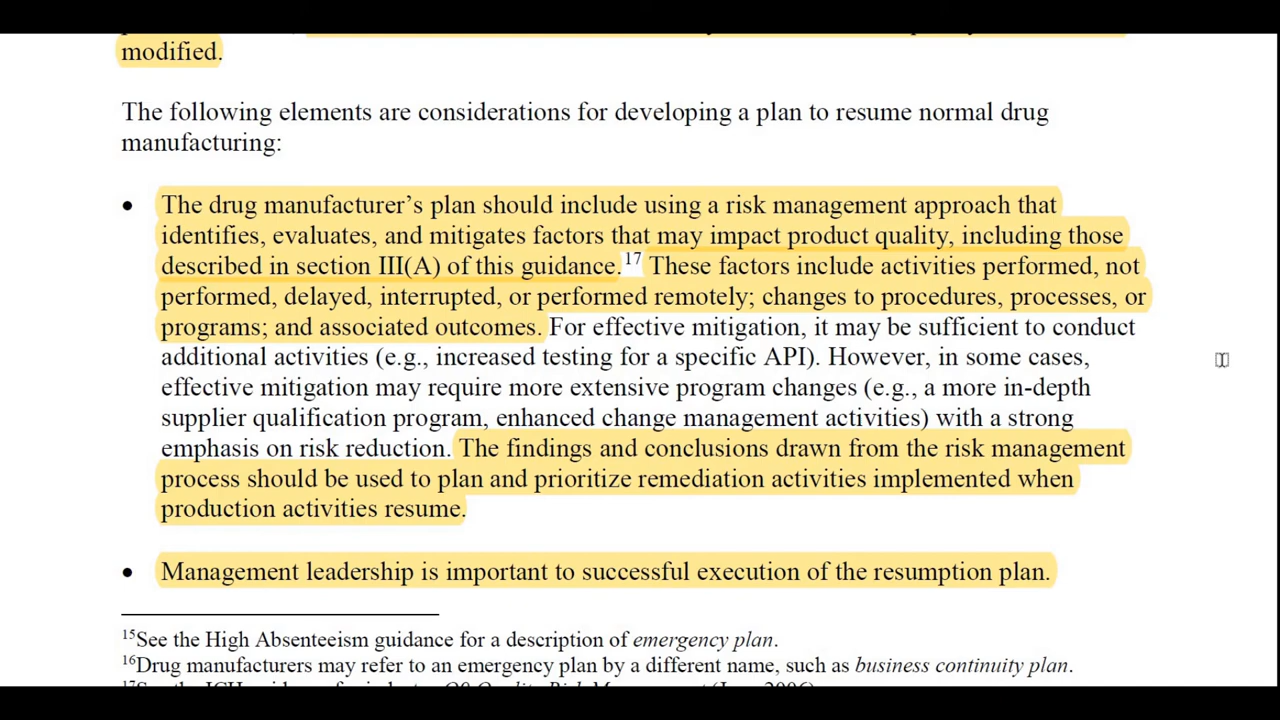 modified.
The following elements are considerations for developing a plan to resume normal drug
manufacturing:
• The drug manufacturer’s plan should include using a risk management approach that
identifies, evaluates, and mitigates factors that may impact product quality, including those
described in section III(A) of this guidance.17 These factors include activities performed, not
performed, delayed, interrupted, or performed remotely; changes to procedures, processes, or
programs; and associated outcomes. For effective mitigation, it may be sufficient to conduct
additional activities (e.g., increased testing for a specific API). However, in some cases,
effective mitigation may require more extensive program changes (e.g., a more in-depth
supplier qualification program, enhanced change management activities) with a strong
emphasis on risk reduction. The findings and conclusions drawn from the risk management
process should be used to plan and prioritize remediation activities implemented when
production activities resume.
• Management leadership is important to successful execution of the resumption plan.
15See the High Absenteeism guidance for a description of emergency plan.
16Drug manufacturers may refer to an emergency plan by a different name, such as business continuity plan.